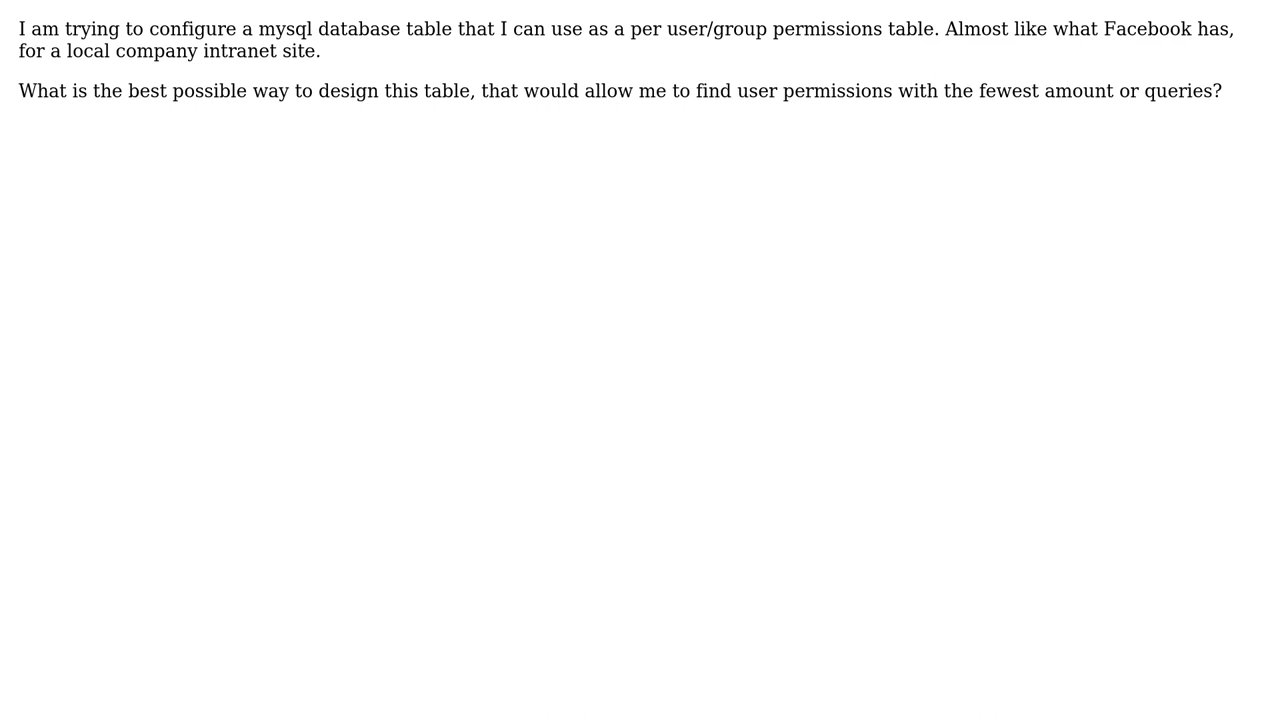 I am trying to configure a mysql database table that I can use as a per user/group permissions table. Almost like what Facebook has,
for a local company intranet site.
What is the best possible way to design this table, that would allow me to find user permissions with the fewest amount or queries?